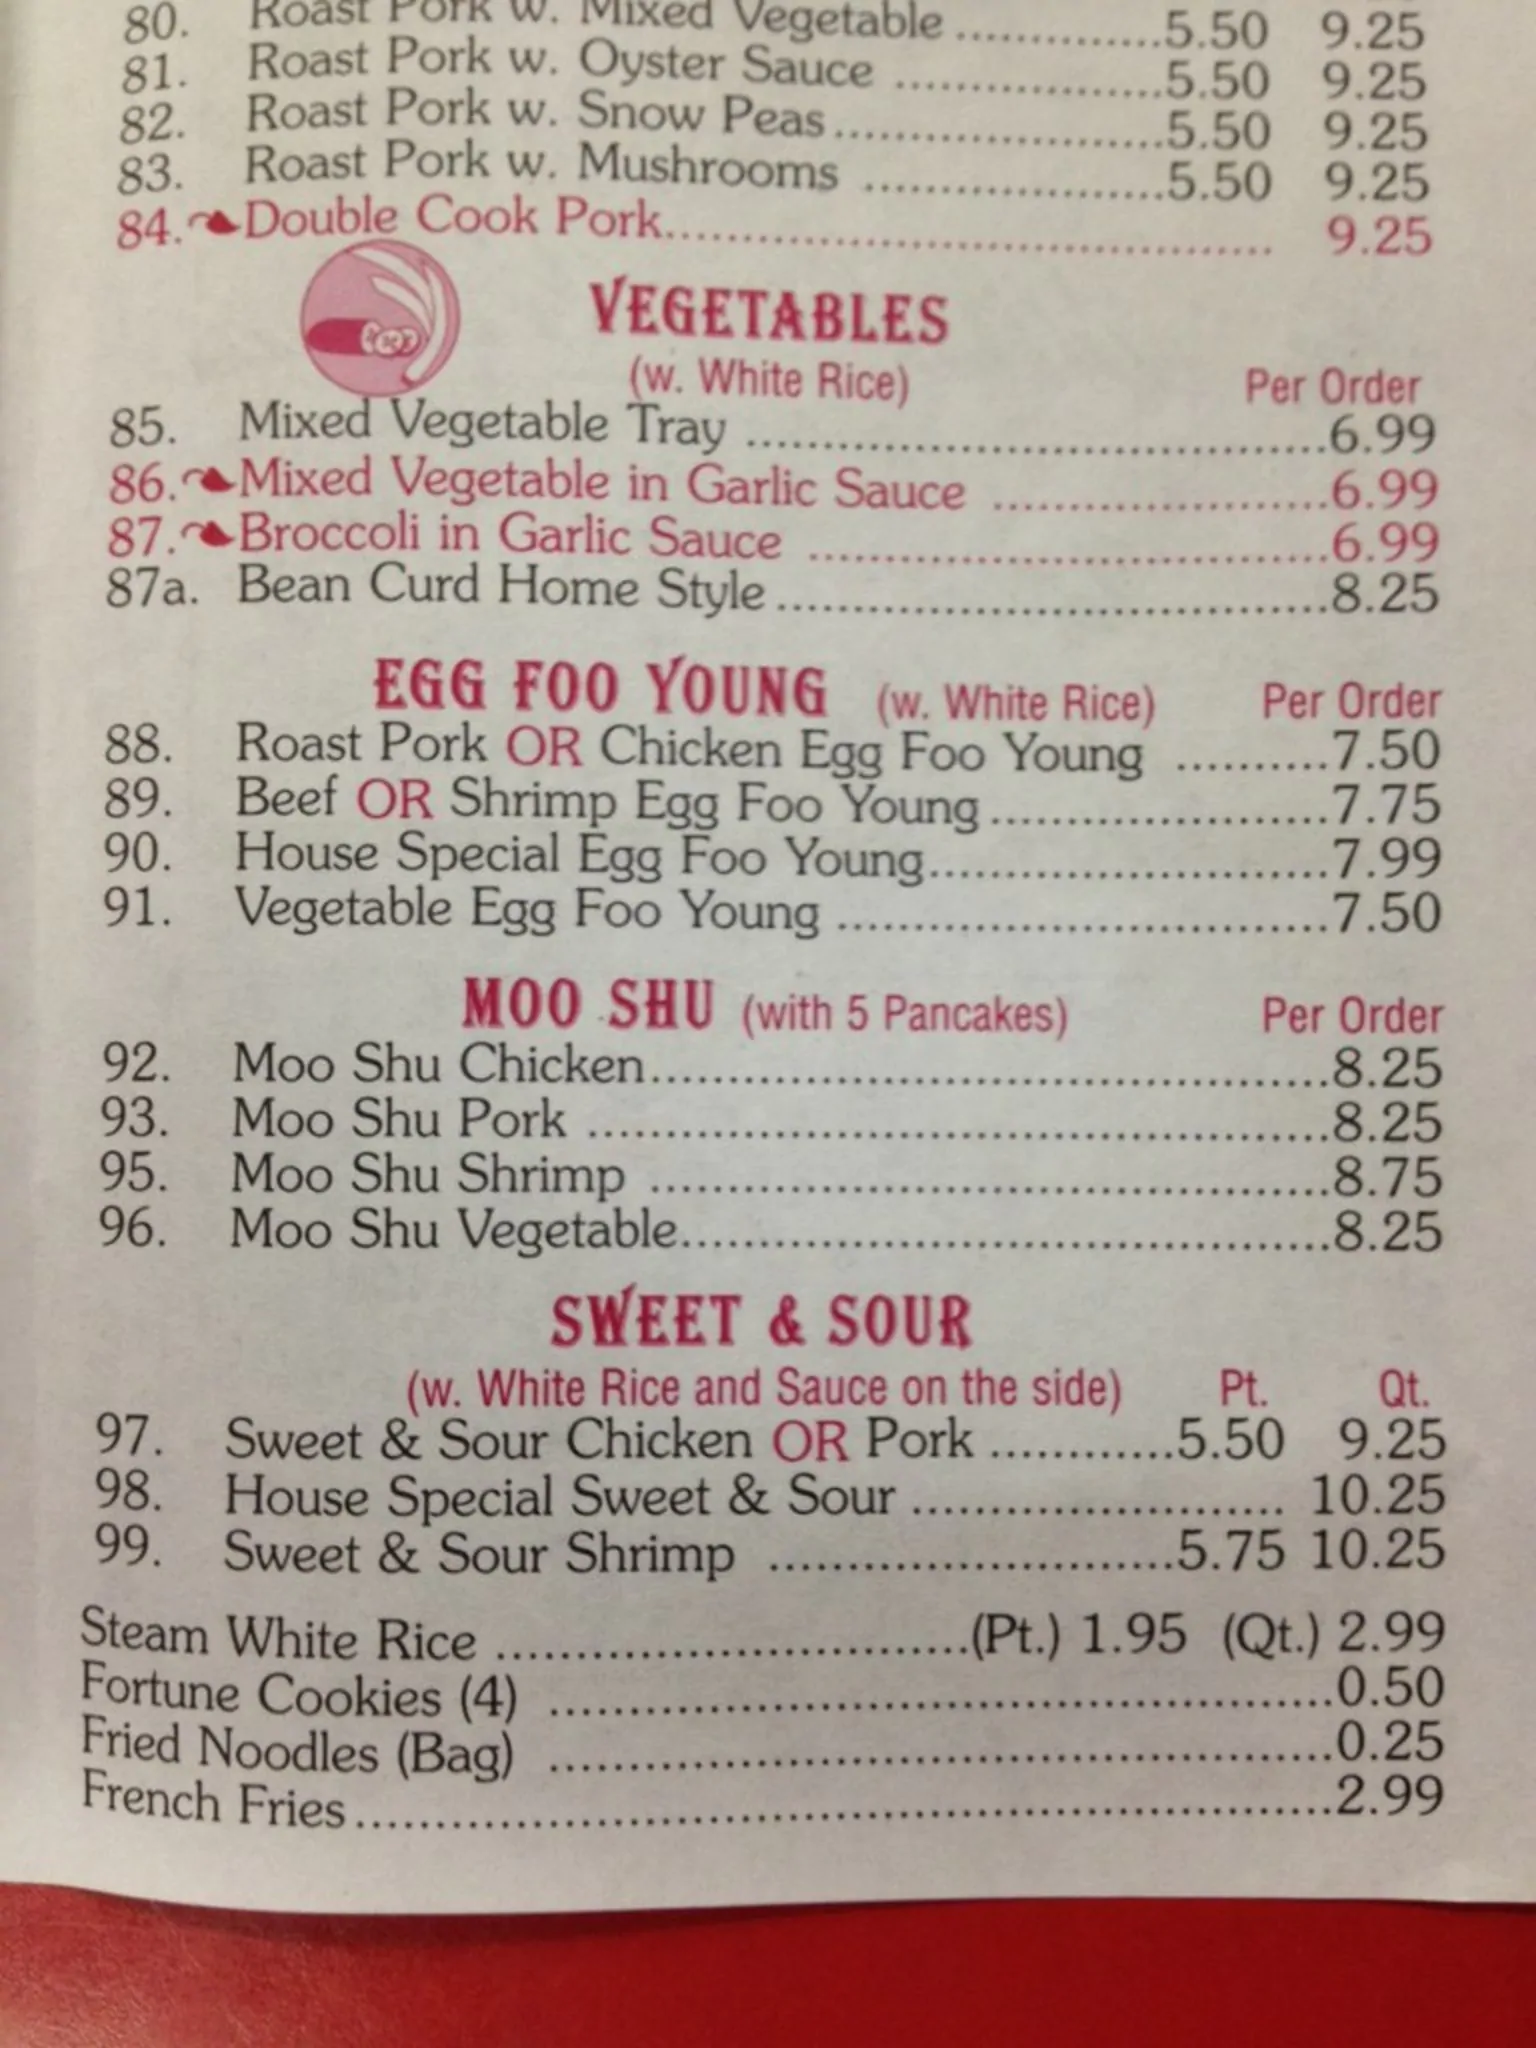 80. Roast Pork w. Mixed Vegetable ..............5.50 9.25
81. Roast Pork w. Oyster Sauce ..................5.50 9.25
82. Roast Pork w. Snow Peas......................5.50 9.25
83. Roast Pork w. Mushrooms ....................5.50 9.25
84. Double Cook Pork....................................... 9.25
VEGETABLES
(w. White Rice) Per Order
85. Mixed Vegetable Tray .....................................6.99
86. Mixed Vegetable in Garlic Sauce .....................6.99
87. Broccoli in Garlic Sauce .................................6.99
87a. Bean Curd Home Style...................................8.25
EGG FOO YOUNG (w. White Rice) Per Order
88. Roast Pork OR Chicken Egg Foo Young ..........7.50
89. Beef OR Shrimp Egg Foo Young......................7.75
90. House Special Egg Foo Young..........................7.99
91. Vegetable Egg Foo Young ................................7.50
MOO SHU (with 5 Pancakes) Per Order
92. Moo Shu Chicken............................................8.25
93. Moo Shu Pork ................................................8.25
95. Moo Shu Shrimp ............................................8.75
96. Moo Shu Vegetable..........................................8.25
SWEET & SOUR
(w. White Rice and Sauce on the side) Pt. Qt.
97. Sweet & Sour Chicken OR Pork ............5.50 9.25
98. House Special Sweet & Sour ........................ 10.25
99. Sweet & Sour Shrimp ..........................5.75 10.25
Steam White Rice ..............................(Pt.) 1.95 (Qt.) 2.99
Fortune Cookies (4) ..................................................0.50
Fried Noodles (Bag) ..................................................0.25
French Fries...............................................................2.99